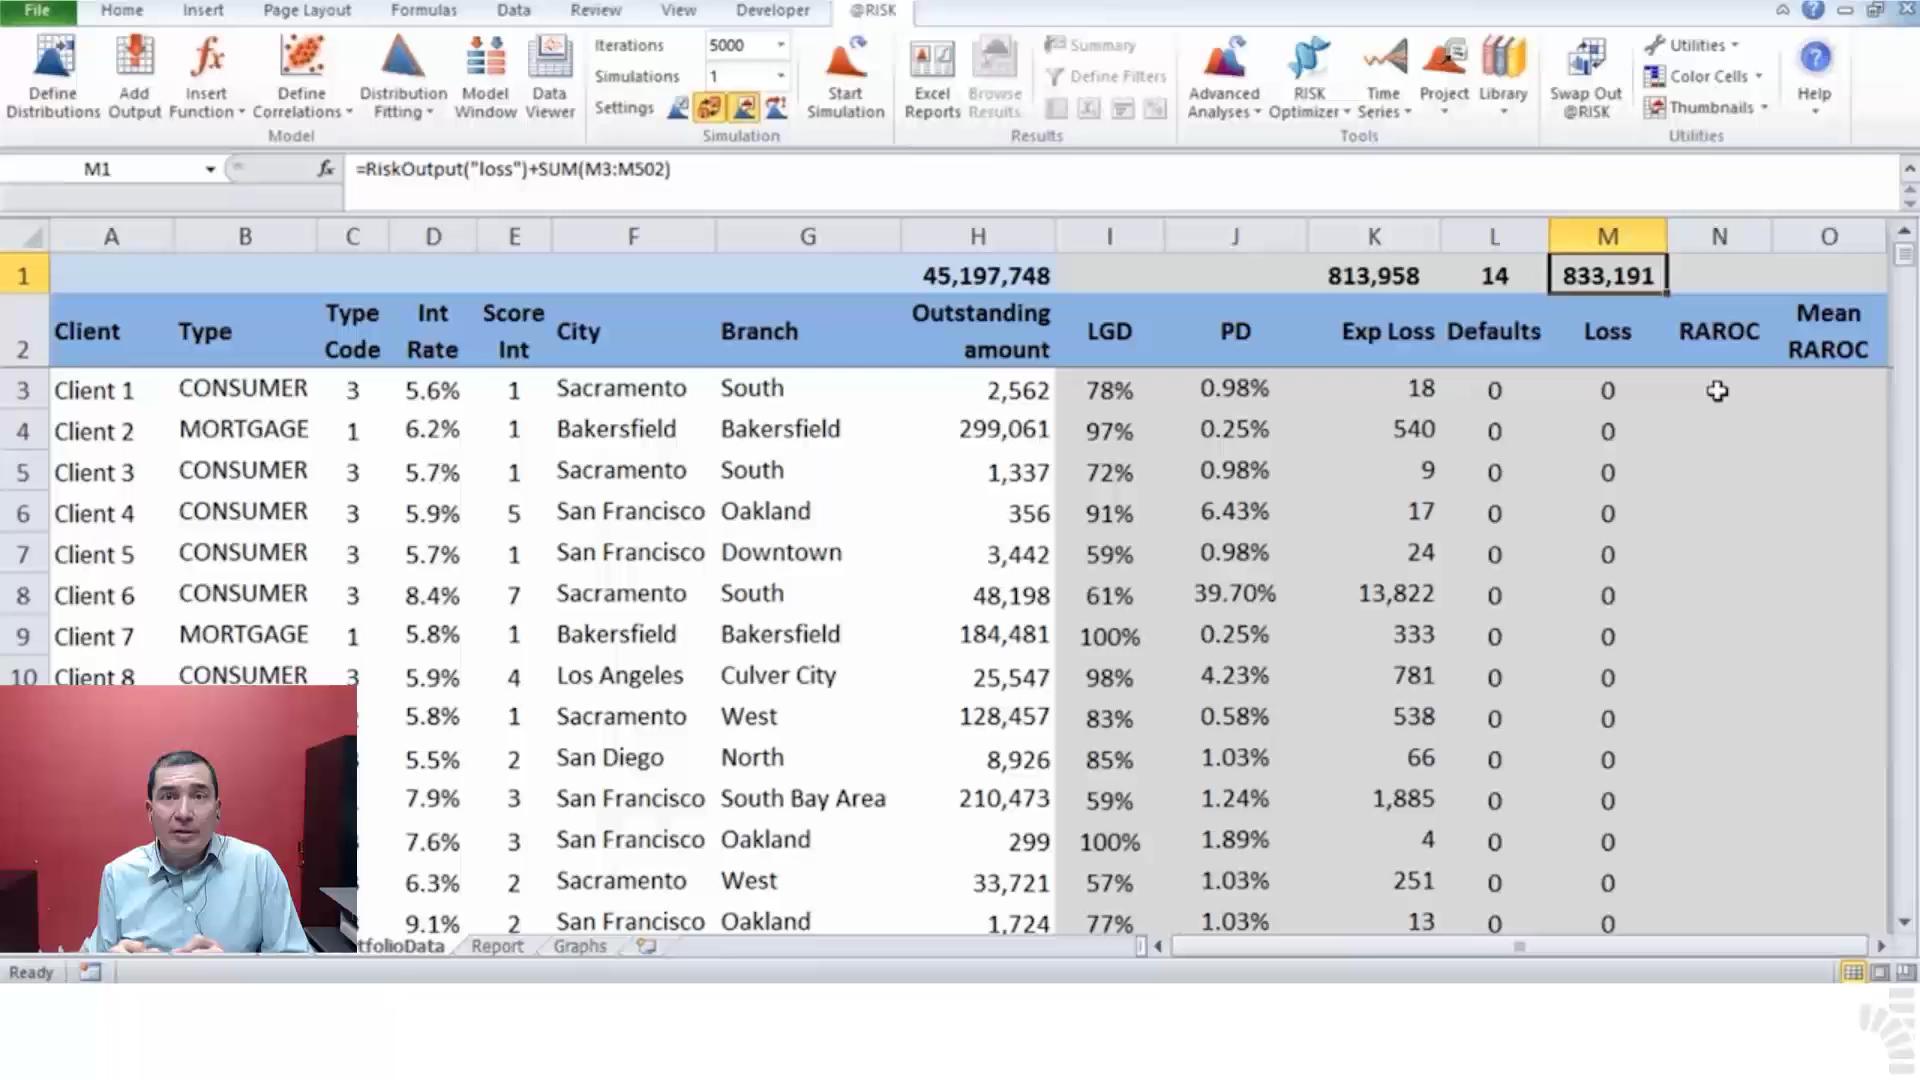 File Home Insert Page Layout Formulas Data Review View Developer @RISK
Define Distributions Add Output Insert Function Define Correlations Distribution Fitting Model Window Data Viewer
Model
Iterations 5000
Simulations 1
Settings
Start Simulation
Simulation
Excel Reports Browse Results
Summary
Define Filters
Results
Advanced Analyses RISK Optimizer Time Series Project Library
Tools
Swap Out @RISK
Utilities
Color Cells
Thumbnails
Utilities
Help
M1 fx =RiskOutput("loss")+SUM(M3:M502)
A B C D E F G H I J K L M N O
1 45,197,748 813,958 14 833,191
2 Client Type Type Code Int Rate Score Int City Branch Outstanding amount LGD PD Exp Loss Defaults Loss RAROC Mean RAROC
3 Client 1 CONSUMER 3 5.6% 1 Sacramento South 2,562 78% 0.98% 18 0 0
4 Client 2 MORTGAGE 1 6.2% 1 Bakersfield Bakersfield 299,061 97% 0.25% 540 0 0
5 Client 3 CONSUMER 3 5.7% 1 Sacramento South 1,337 72% 0.98% 9 0 0
6 Client 4 CONSUMER 3 5.9% 5 San Francisco Oakland 356 91% 6.43% 17 0 0
7 Client 5 CONSUMER 3 5.7% 1 San Francisco Downtown 3,442 59% 0.98% 24 0 0
8 Client 6 CONSUMER 3 8.4% 7 Sacramento South 48,198 61% 39.70% 13,822 0 0
9 Client 7 MORTGAGE 1 5.8% 1 Bakersfield Bakersfield 184,481 100% 0.25% 333 0 0
10 Client 8 CONSUMER 3 5.9% 4 Los Angeles Culver City 25,547 98% 4.23% 781 0 0
5.8% 1 Sacramento West 128,457 83% 0.58% 538 0 0
5.5% 2 San Diego North 8,926 85% 1.03% 66 0 0
7.9% 3 San Francisco South Bay Area 210,473 59% 1.24% 1,885 0 0
7.6% 3 San Francisco Oakland 299 100% 1.89% 4 0 0
6.3% 2 Sacramento West 33,721 57% 1.03% 251 0 0
9.1% 2 San Francisco Oakland 1,724 77% 1.03% 13 0 0
tfolioData Report Graphs
Ready